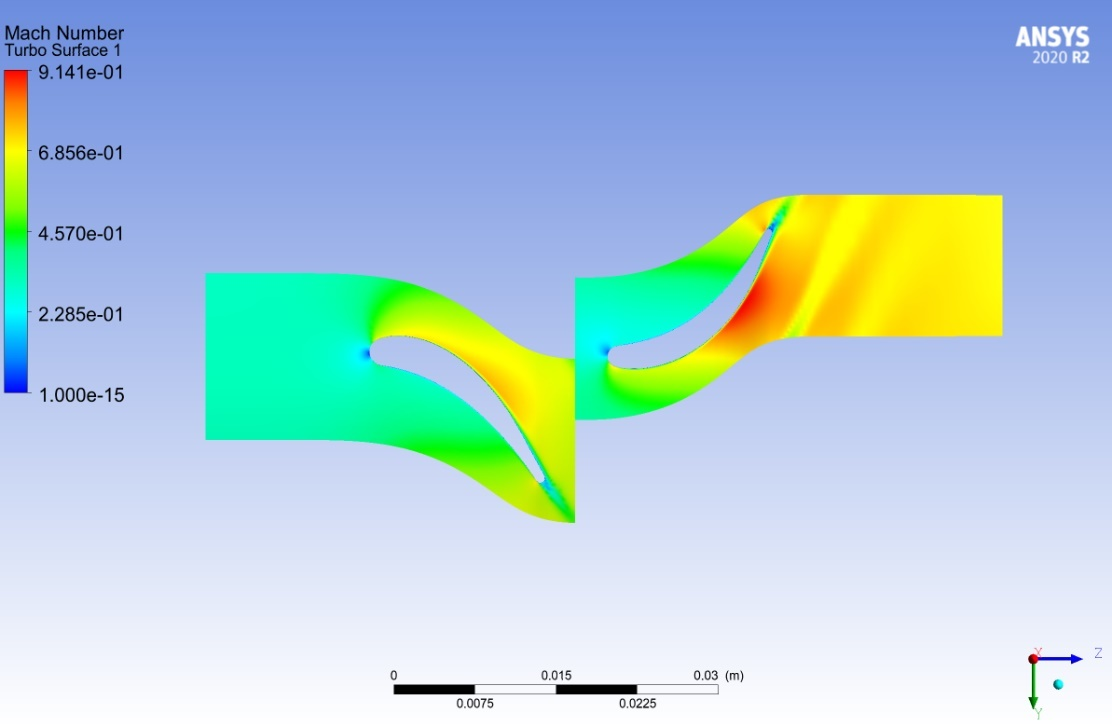 Mach Number
Turbo Surface 1
9.141e-01
6.856e-01
4.570e-01
2.285e-01
1.000e-15
ANSYS
2020 R2
0 0.015 0.03 (m)
0.0075 0.0225
X
Z
Y